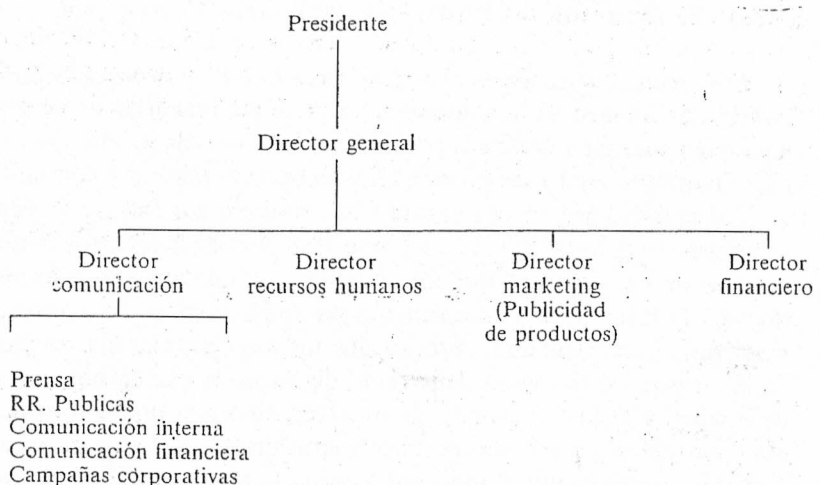 Presidente
Director general
Director
comunicación
Director
recursos humanos
Director
marketing
(Publicidad
de productos)
Director
financiero
Prensa
RR. Publicas
Comunicación interna
Comunicación financiera
Campañas corporativas